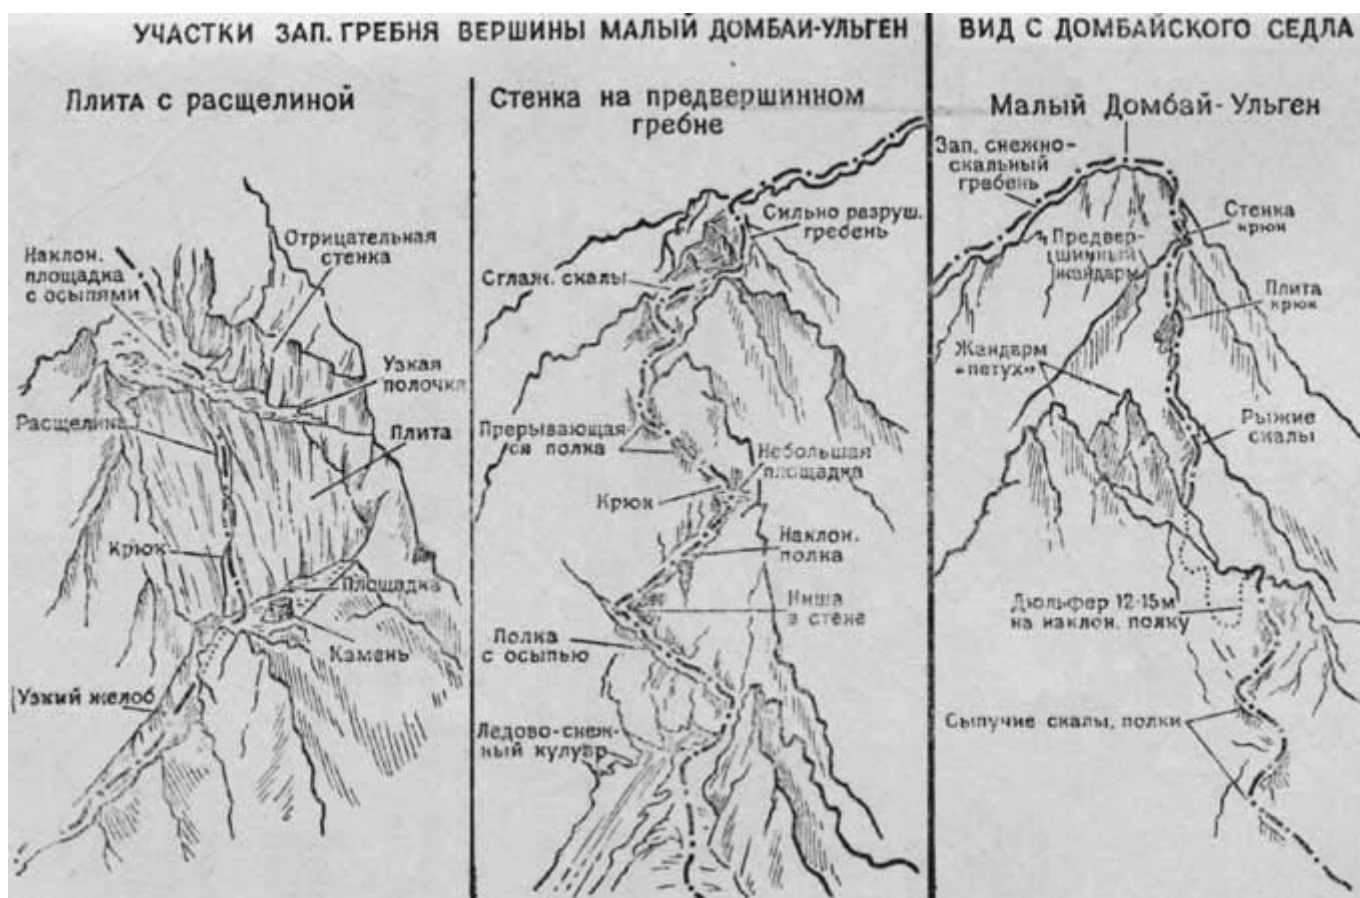 УЧАСТКИ ЗАП. ГРЕБНЯ ВЕРШИНЫ МАЛЫЙ ДОМБАИ-УЛЬГЕН
Плита с расщелиной
Наклон.
площадка
с осыпями
Отрицательная
стенка
Узкая
полочка
Расщелина
Плита
Крюк
Площадка
Камень
Узкий желоб
Стенка на предвершинном
гребне
Сильно разруш.
гребень
Сглаж. скалы
Прерывающая-
ся полка
Небольшая
площадка
Крюк
Наклон.
полка
Ниша
в стене
Полка
с осыпью
Ледово-снеж-
ный кулуар
ВИД С ДОМБАЙСКОГО СЕДЛА
Малый Домбай-Ульген
Зап. снежно-
скальный
гребень
Стенка
крюк
Предвер-
шинный
жандарм
Плита
крюк
Жандарм
«петух»
Рыжие
скалы
Дюльфер 12-15м
на наклон. полку
Сыпучие скалы, полки